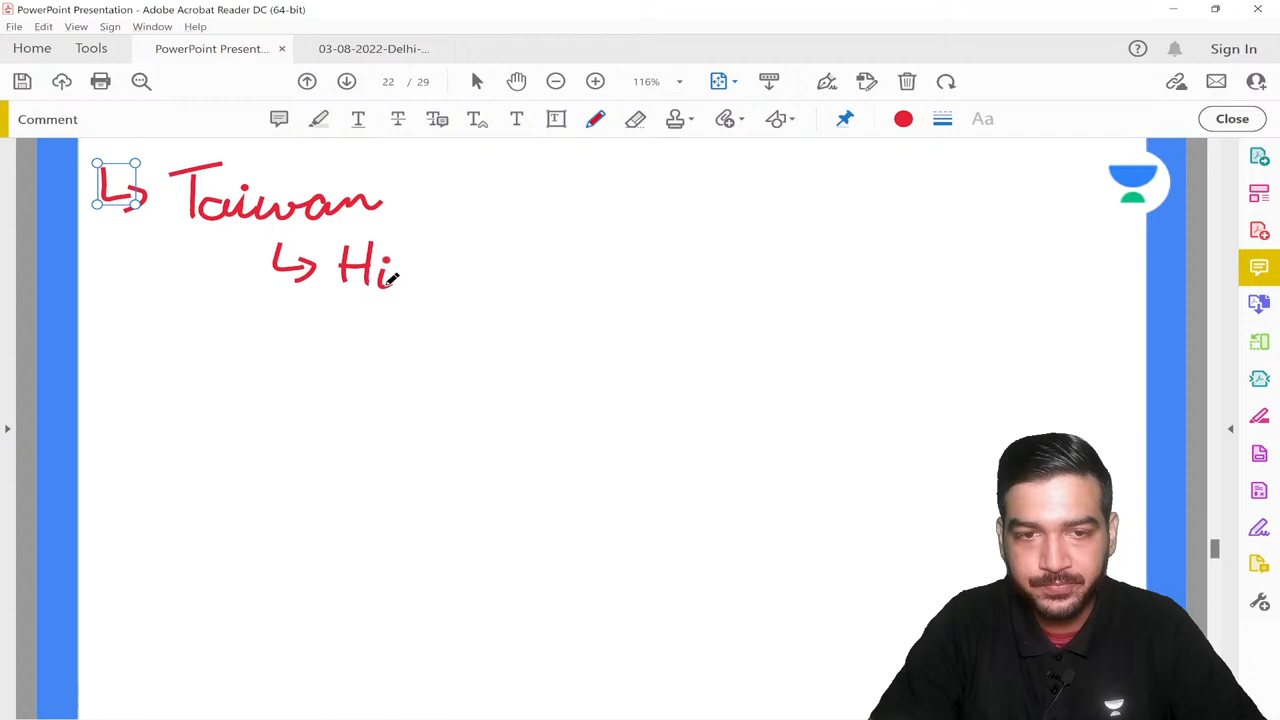 PowerPoint Presentation - Adobe Acrobat Reader DC (64-bit)
File Edit View Sign Window Help
Home Tools PowerPoint Present... × 03-08-2022-Delhi-... Sign In
22 / 29 116%
Comment Aa Close
Taiwan
Hi